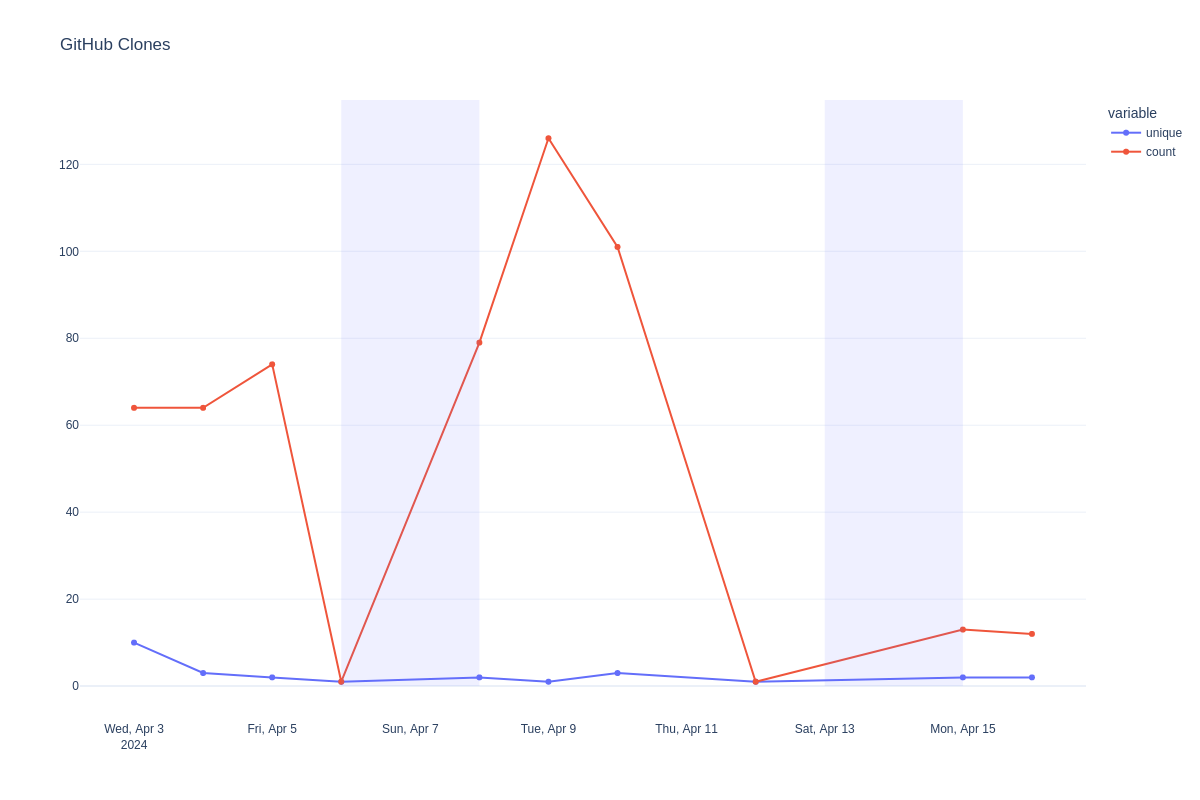 GitHub Clones
variable
unique
count
120
100
80
60
40
20
0
Wed, Apr 3
2024
Fri, Apr 5
Sun, Apr 7
Tue, Apr 9
Thu, Apr 11
Sat, Apr 13
Mon, Apr 15